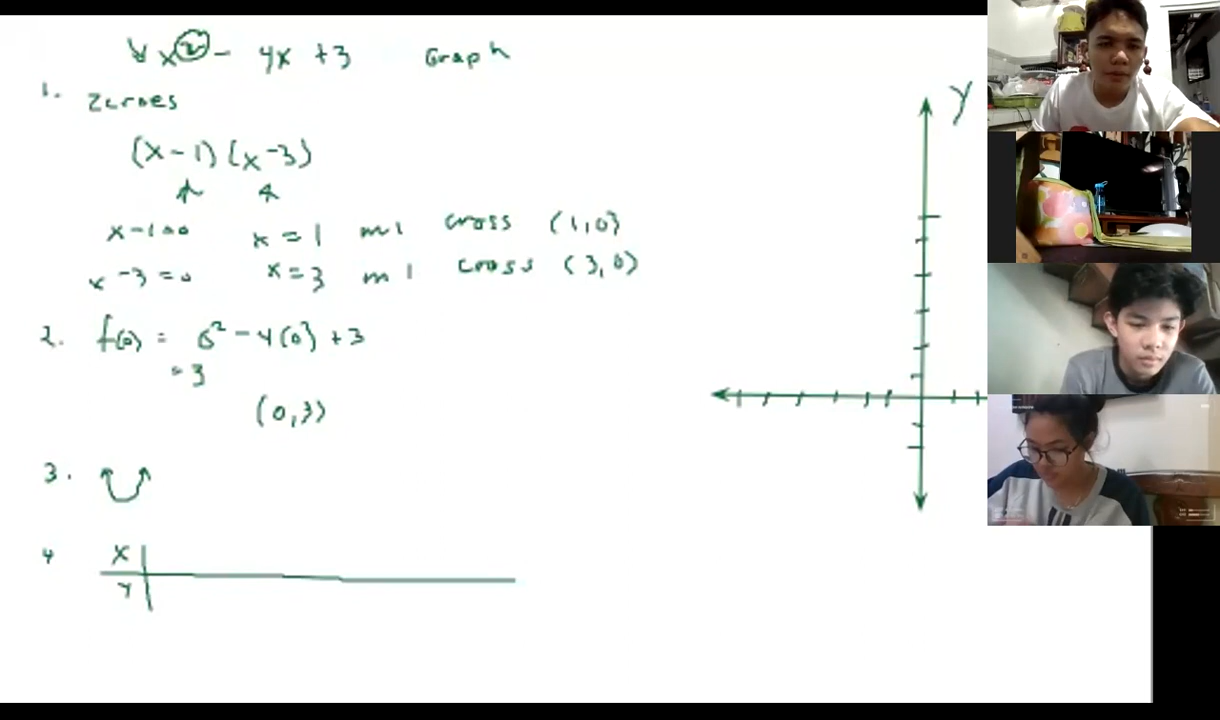 x² - 4x + 3 Graph
1. Zeroes
(x - 1) (x - 3)
x - 1 = 0 x = 1 m 1 cross (1, 0)
x - 3 = 0 x = 3 m 1 cross (3, 0)
2. f(0) = 0² - 4(0) + 3
= 3
(0, 3)
3.
4 X
Y
Y